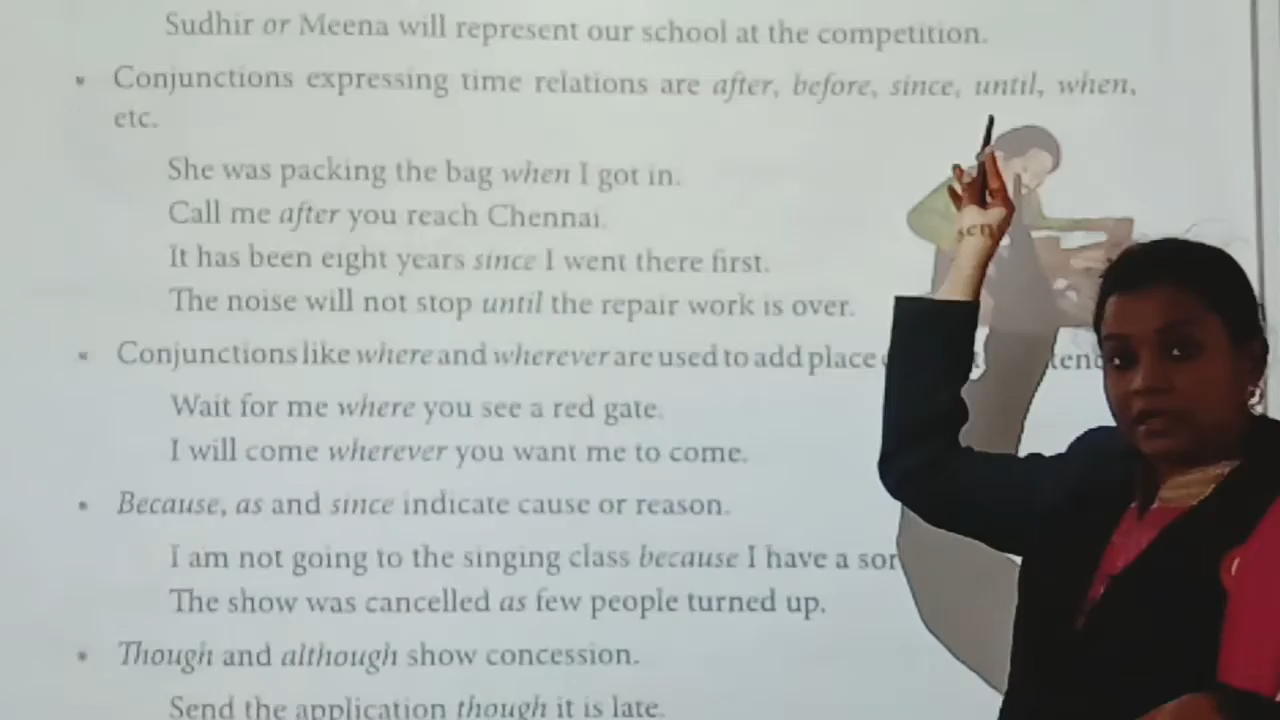 Sudhir or Meena will represent our school at the competition.
Conjunctions expressing time relations are after, before, since, until, when,
etc.
She was packing the bag when I got in.
Call me after you reach Chennai.
It has been eight years since I went there first.
The noise will not stop until the repair work is over.
Conjunctions like where and wherever are used to add place
Wait for me where you see a red gate.
I will come wherever you want me to come.
Because, as and since indicate cause or reason.
I am not going to the singing class because I have a sor
The show was cancelled as few people turned up.
Though and although show concession.
Send the application though it is late.